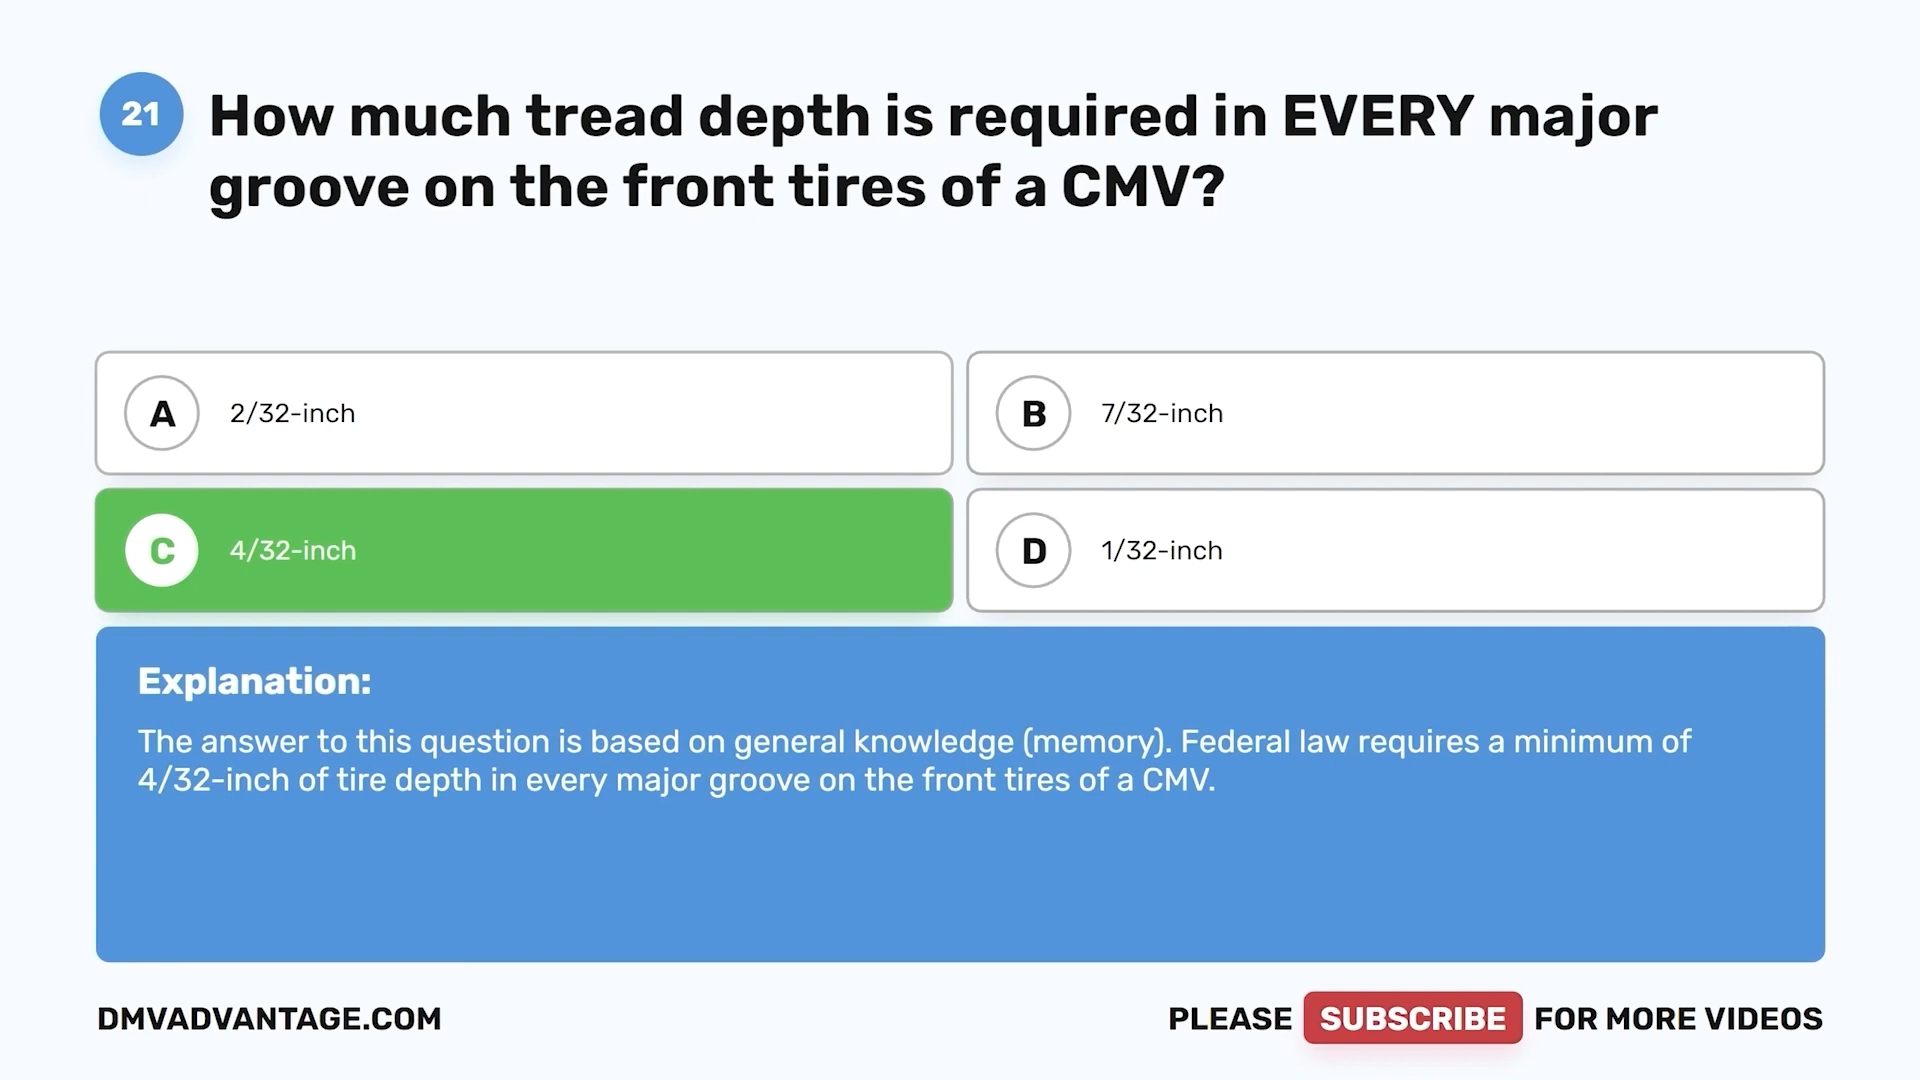 21
How much tread depth is required in EVERY major
groove on the front tires of a CMV?
A
2/32-inch
B
7/32-inch
C
4/32-inch
D
1/32-inch
Explanation:
The answer to this question is based on general knowledge (memory). Federal law requires a minimum of
4/32-inch of tire depth in every major groove on the front tires of a CMV.
DMVADVANTAGE.COM
PLEASE SUBSCRIBE FOR MORE VIDEOS